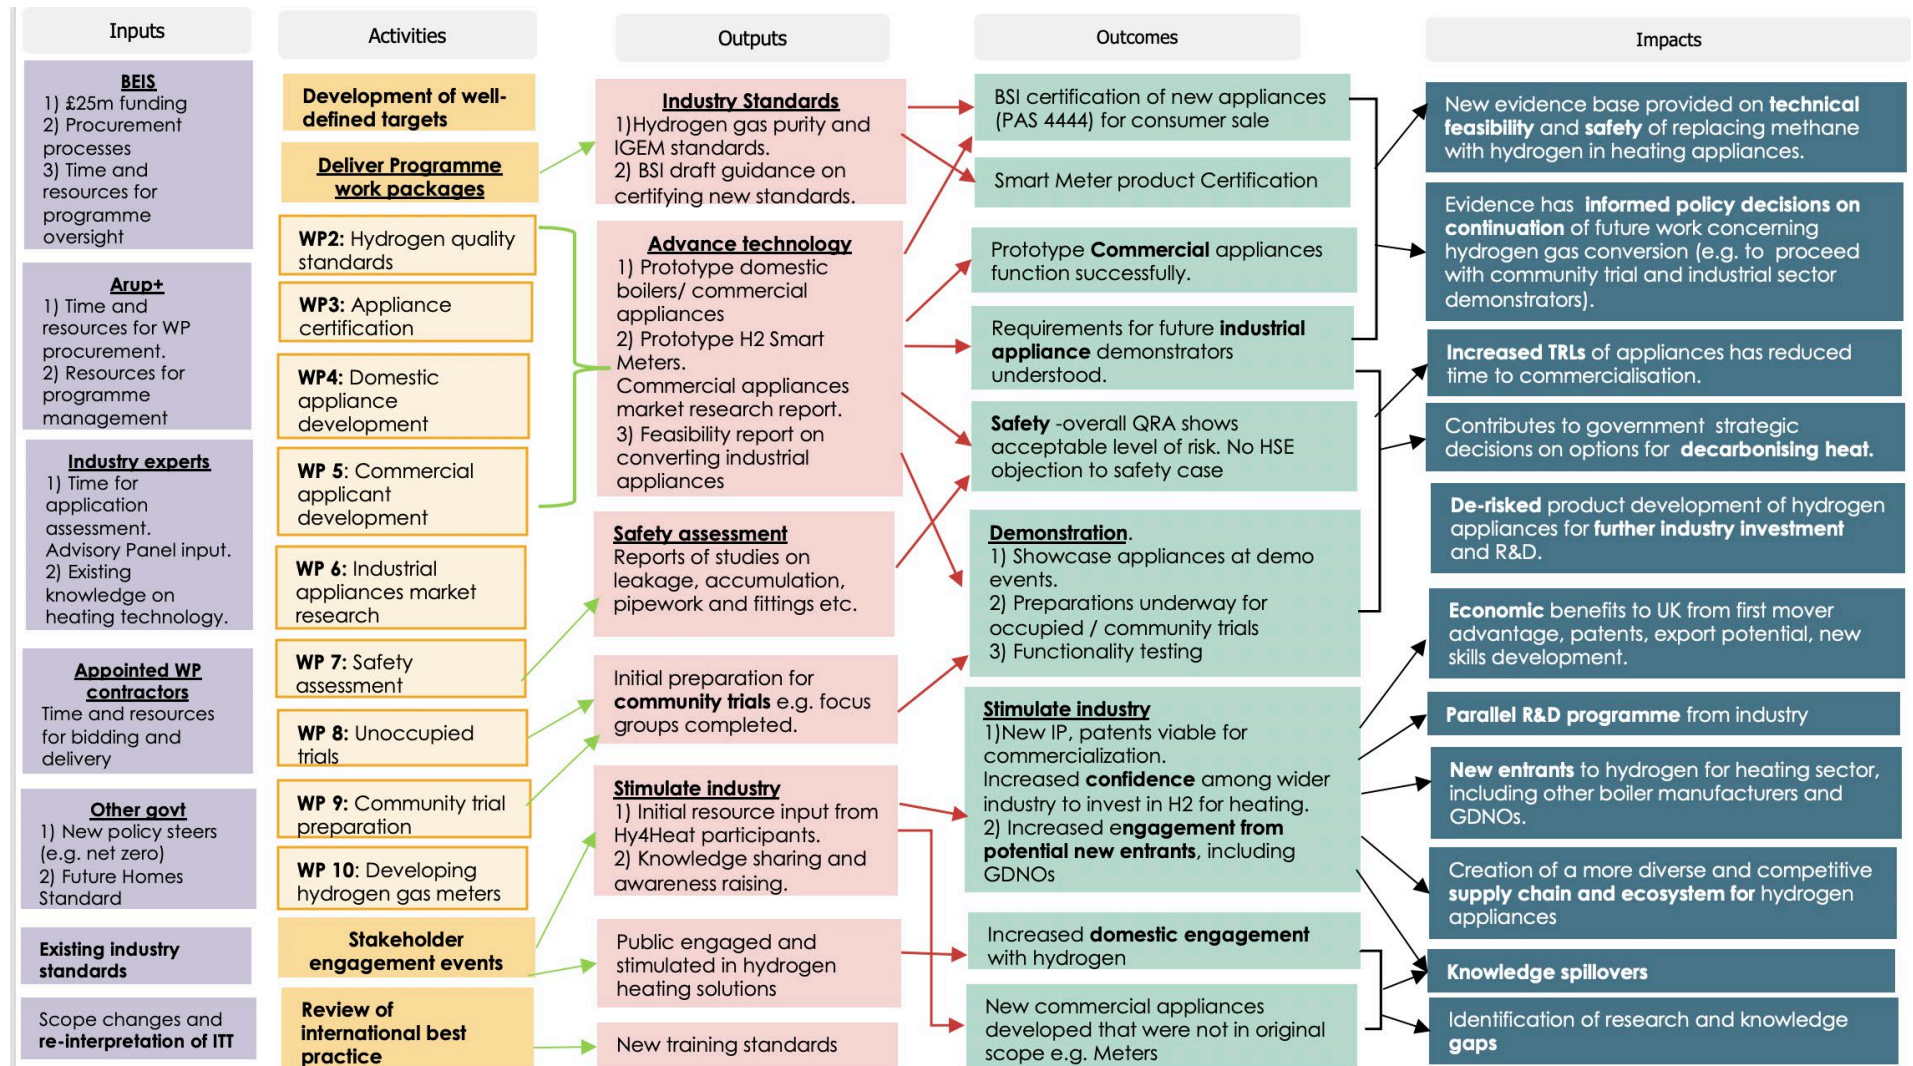 Inputs
BEIS
1) £25m funding
2) Procurement
processes
3) Time and
resources for
programme
oversight
Arup+
1) Time and
resources for WP
procurement.
2) Resources for
programme
management
Industry experts
1) Time for
application
assessment.
Advisory Panel input.
2) Existing
knowledge on
heating technology.
Appointed WP
contractors
Time and resources
for bidding and
delivery
Other govt
1) New policy steers
(e.g. net zero)
2) Future Homes
Standard
Existing industry
standards
Scope changes and
re-interpretation of ITT
Activities
Development of well-
defined targets
Deliver Programme
work packages
WP2: Hydrogen quality
standards
WP3: Appliance
certification
WP4: Domestic
appliance
development
WP 5: Commercial
applicant
development
WP 6: Industrial
appliances market
research
WP 7: Safety
assessment
WP 8: Unoccupied
trials
WP 9: Community trial
preparation
WP 10: Developing
hydrogen gas meters
Stakeholder
engagement events
Review of
international best
practice
Outputs
Industry Standards
1)Hydrogen gas purity and
IGEM standards.
2) BSI draft guidance on
certifying new standards.
Advance technology
1) Prototype domestic
boilers/ commercial
appliances
2) Prototype H2 Smart
Meters.
Commercial appliances
market research report.
3) Feasibility report on
converting industrial
appliances
Safety assessment
Reports of studies on
leakage, accumulation,
pipework and fittings etc.
Initial preparation for
community trials e.g. focus
groups completed.
Stimulate industry
1) Initial resource input from
Hy4Heat participants.
2) Knowledge sharing and
awareness raising.
Public engaged and
stimulated in hydrogen
heating solutions
New training standards
Outcomes
BSI certification of new appliances
(PAS 4444) for consumer sale
Smart Meter product Certification
Prototype Commercial appliances
function successfully.
Requirements for future industrial
appliance demonstrators
understood.
Safety -overall QRA shows
acceptable level of risk. No HSE
objection to safety case
Demonstration.
1) Showcase appliances at demo
events.
2) Preparations underway for
occupied / community trials
3) Functionality testing
Stimulate industry
1)New IP, patents viable for
commercialization.
Increased confidence among wider
industry to invest in H2 for heating.
2) Increased engagement from
potential new entrants, including
GDNOs
Increased domestic engagement
with hydrogen
New commercial appliances
developed that were not in original
scope e.g. Meters
Impacts
New evidence base provided on technical
feasibility and safety of replacing methane
with hydrogen in heating appliances.
Evidence has informed policy decisions on
continuation of future work concerning
hydrogen gas conversion (e.g. to proceed
with community trial and industrial sector
demonstrators).
Increased TRLs of appliances has reduced
time to commercialisation.
Contributes to government strategic
decisions on options for decarbonising heat.
De-risked product development of hydrogen
appliances for further industry investment
and R&D.
Economic benefits to UK from first mover
advantage, patents, export potential, new
skills development.
Parallel R&D programme from industry
New entrants to hydrogen for heating sector,
including other boiler manufacturers and
GDNOs.
Creation of a more diverse and competitive
supply chain and ecosystem for hydrogen
appliances
Knowledge spillovers
Identification of research and knowledge
gaps